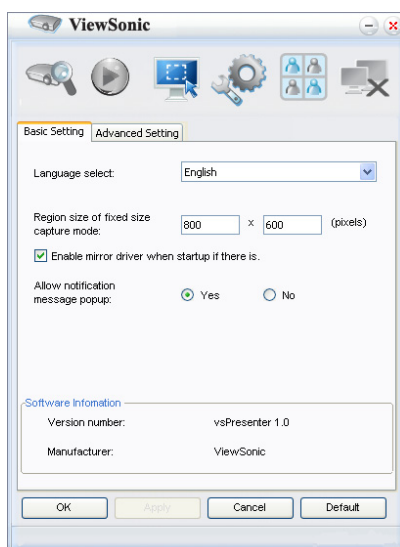 ViewSonic
Basic Setting Advanced Setting
Language select: English
Region size of fixed size
capture mode: 800 x 600 (pixels)
Enable mirror driver when startup if there is.
Allow notification
message popup: Yes No
Software Infomation
Version number: vsPresenter 1.0
Manufacturer: ViewSonic
OK Apply Cancel Default